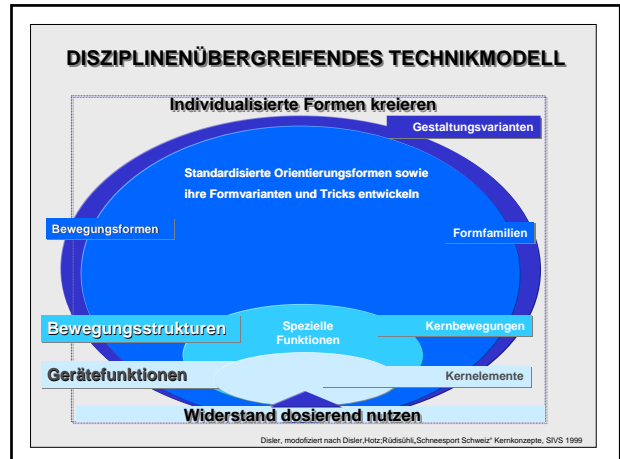 DISZIPLINENÜBERGREIFENDES TECHNIKMODELL
Individualisierte Formen kreieren
Gestaltungsvarianten
Standardisierte Orientierungsformen sowie
ihre Formvarianten und Tricks entwickeln
Bewegungsformen
Formfamilien
Bewegungsstrukturen
Spezielle
Funktionen
Kernbewegungen
Gerätefunktionen
Kernelemente
Widerstand dosierend nutzen
Disler, modofiziert nach Disler,Hotz;Rüdisühli„Schneesport Schweiz“ Kernkonzepte, SIVS 1999